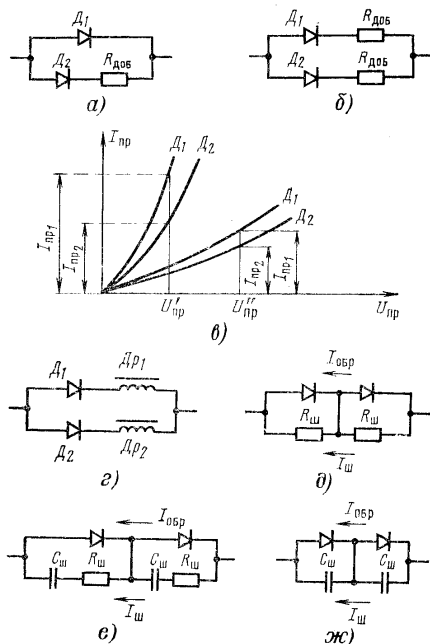 Д1 Rдоб
Д2
а)
Д1 Rдоб
Д2 Rдоб
б)
Iпр
Д1 Д2
Д1
Д2
Iпр1
Iпр2
Iпр2
Iпр1
U'пр U''пр Uпр
в)
Д1 Др1
Д2 Др2
г)
Iобр
Rш Rш
Iш
д)
Iобр
Cш Rш Cш Rш
Iш
е)
Iобр
Cш Cш
Iш
ж)